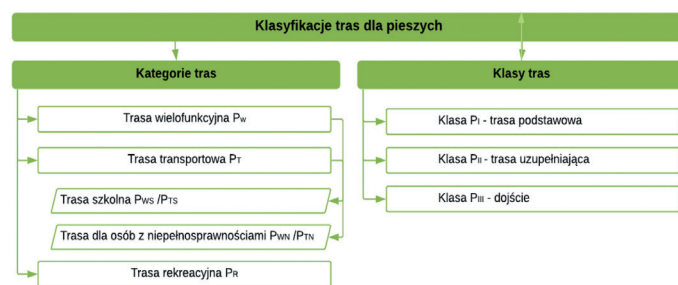 Klasyfikacje tras dla pieszych
Kategorie tras
Trasa wielofunkcyjna Pw
Trasa transportowa PT
Trasa szkolna PWS /PTS
Trasa dla osób z niepełnosprawnościami PWN /PTN
Trasa rekreacyjna PR
Klasy tras
Klasa PI - trasa podstawowa
Klasa PII - trasa uzupełniająca
Klasa PIII - dojście